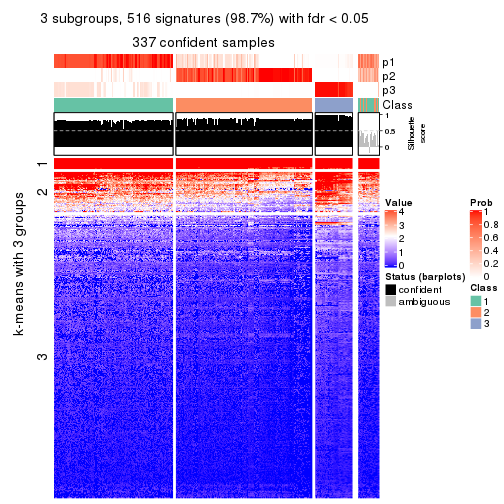 3 subgroups, 516 signatures (98.7%) with fdr < 0.05
337 confident samples
p1
p2
p3
Class
1
0.5
0
Silhouette
score
k-means with 3 groups
1
2
3
Value
4
3
2
1
0
Status (barplots)
confident
ambiguous
Prob
1
0.8
0.6
0.4
0.2
0
Class
1
2
3